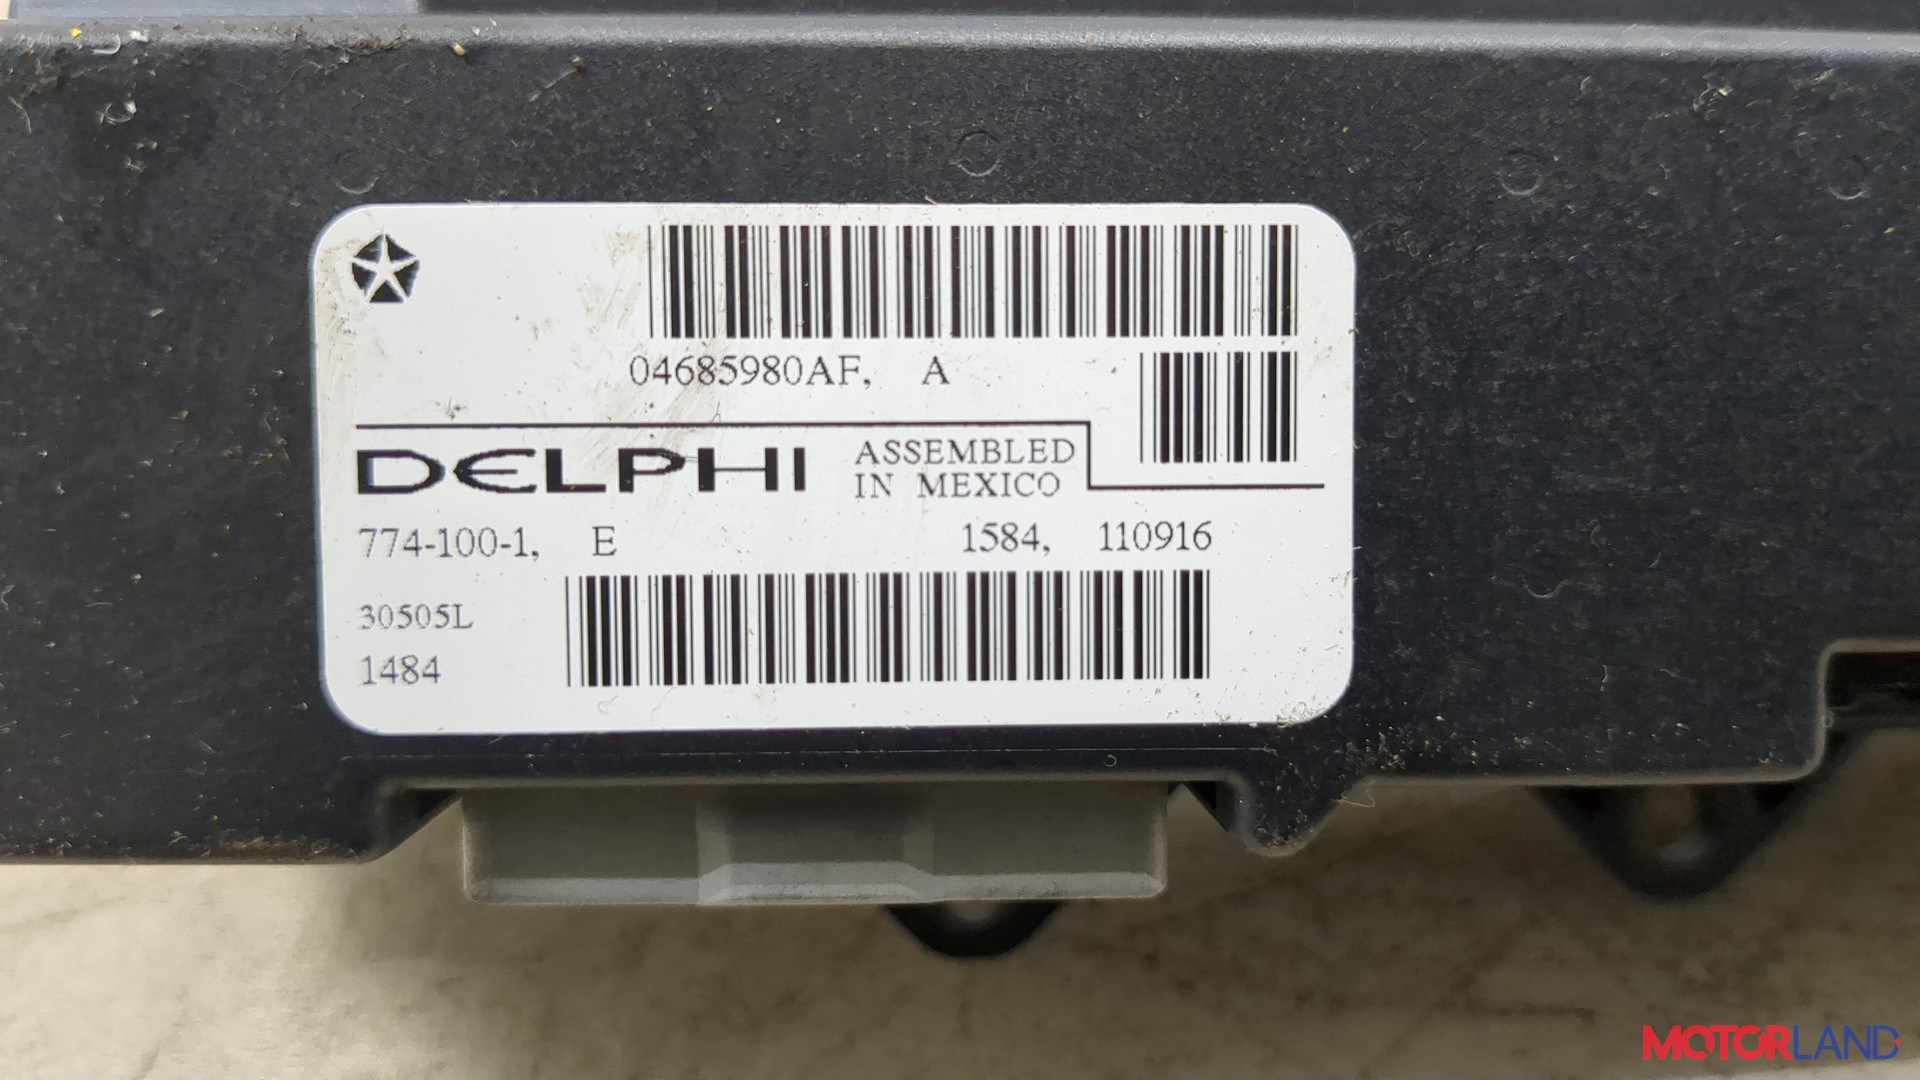 04685980AF, A
DELPHI ASSEMBLED
IN MEXICO
774-100-1, E 1584, 110916
30505L
1484
MOTORLAND